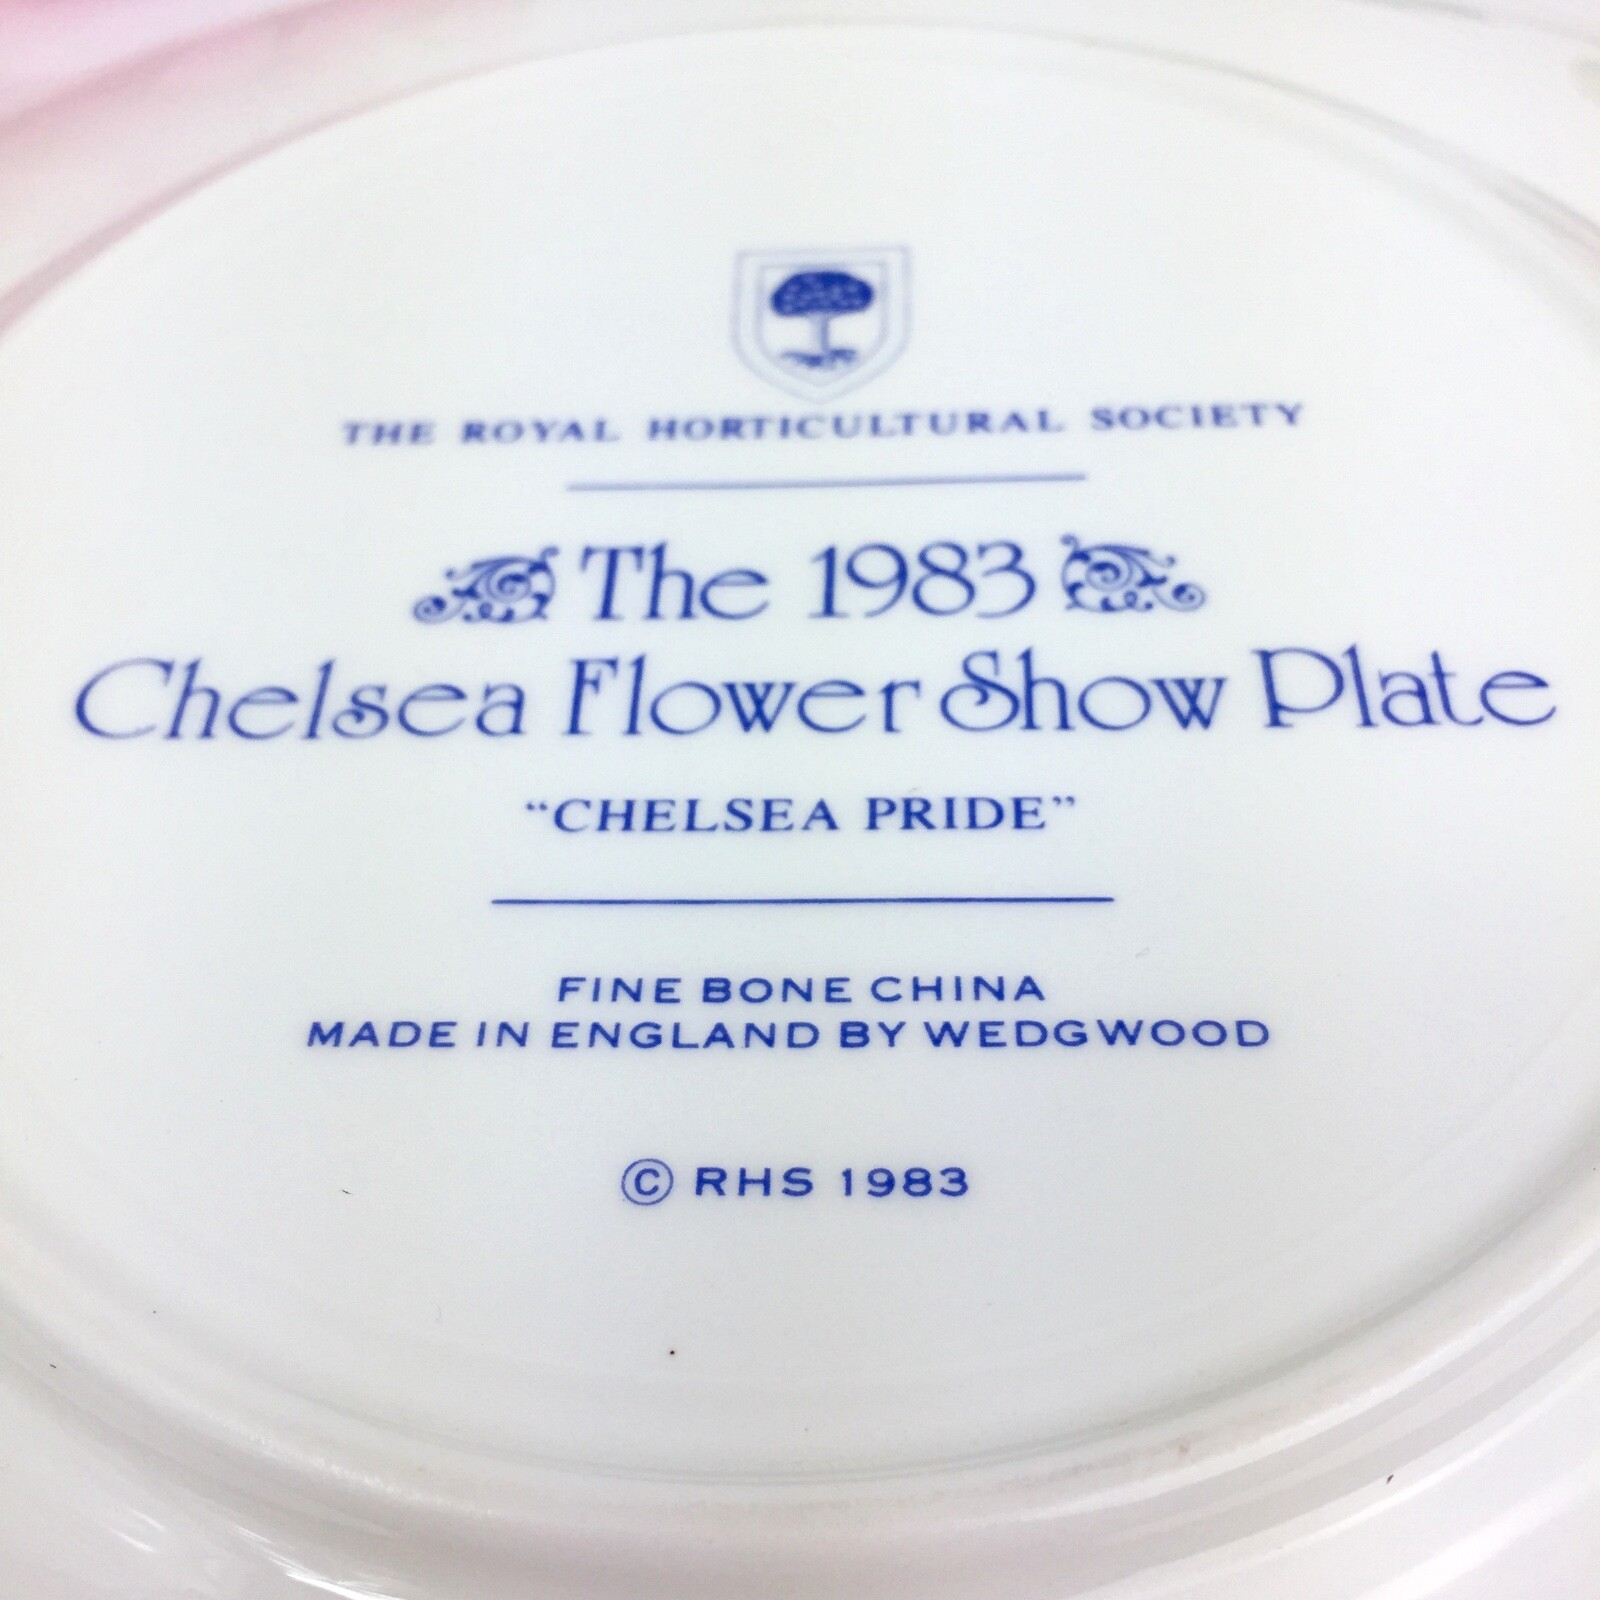 THE ROYAL HORTICULTURAL SOCIETY
The 1983
Chelsea Flower Show Plate
“CHELSEA PRIDE”
FINE BONE CHINA
MADE IN ENGLAND BY WEDGWOOD
© RHS 1983